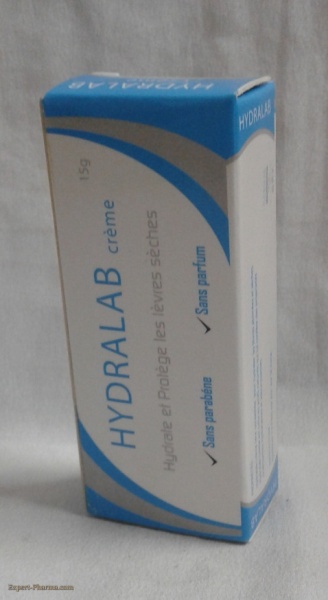 HYDRALAB
HYDRALAB
15g
HYDRALAB crème
Hydrate et Protège les lèvres sèches
✓ Sans parabène
✓ Sans parfum
Expert-Pharma.com